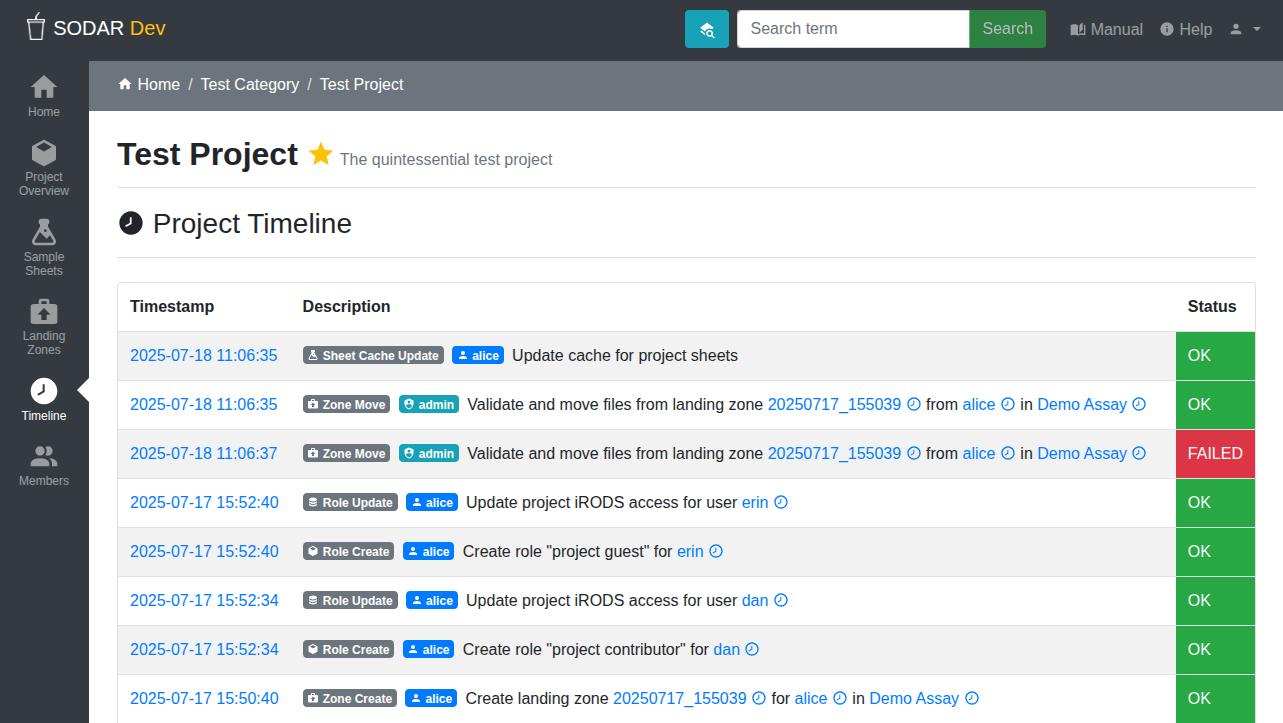 SODAR Dev
Search term
Search
Manual
Help
Home
Project
Overview
Sample
Sheets
Landing
Zones
Timeline
Members
Home / Test Category / Test Project
Test Project The quintessential test project
Project Timeline
Timestamp Description Status
2025-07-18 11:06:35 Sheet Cache Update alice Update cache for project sheets OK
2025-07-18 11:06:35 Zone Move admin Validate and move files from landing zone 20250717_155039 from alice in Demo Assay OK
2025-07-18 11:06:37 Zone Move admin Validate and move files from landing zone 20250717_155039 from alice in Demo Assay FAILED
2025-07-17 15:52:40 Role Update alice Update project iRODS access for user erin OK
2025-07-17 15:52:40 Role Create alice Create role "project guest" for erin OK
2025-07-17 15:52:34 Role Update alice Update project iRODS access for user dan OK
2025-07-17 15:52:34 Role Create alice Create role "project contributor" for dan OK
2025-07-17 15:50:40 Zone Create alice Create landing zone 20250717_155039 for alice in Demo Assay OK